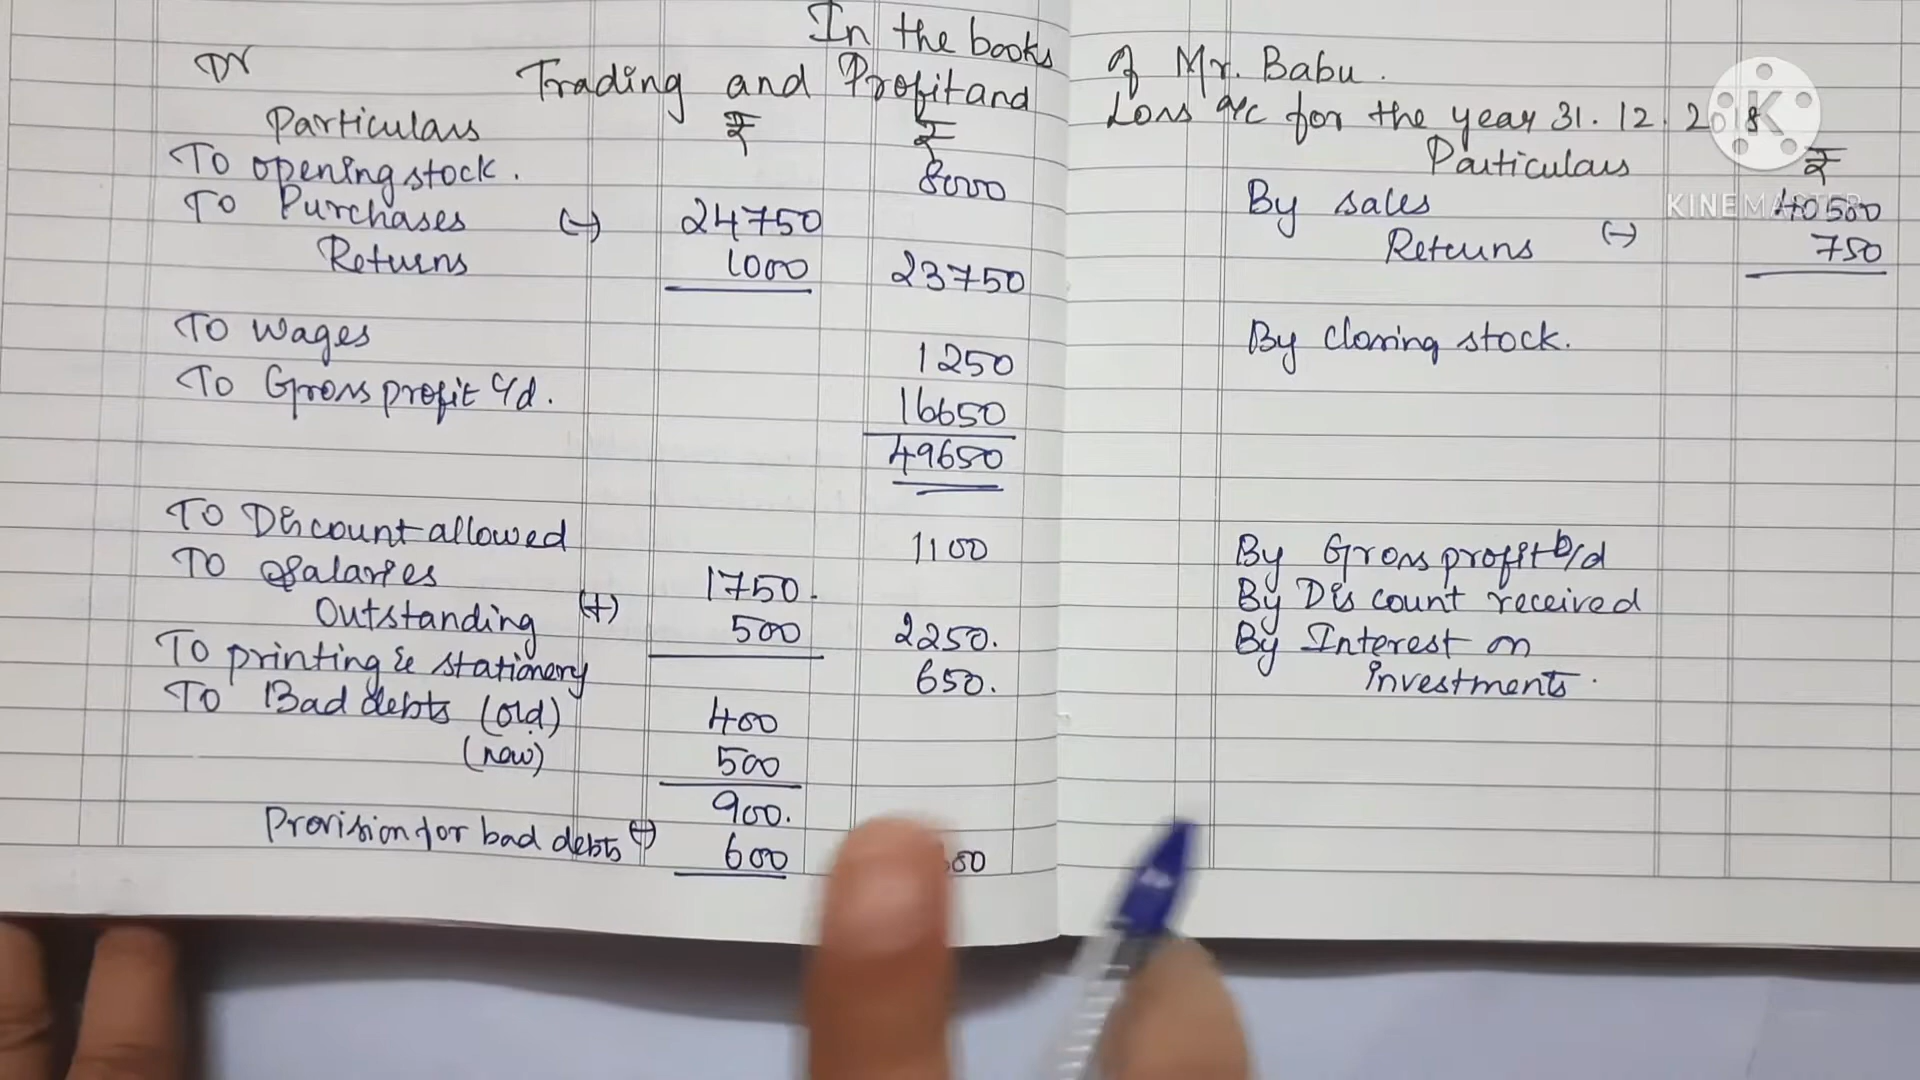 In the books of Mr. Babu.
Dr Trading and Profit and Loss a/c for the year 31.12.2018
Particulars ₹ ₹
To opening stock. 8000
To Purchases 24750
Returns (-) 1000 23750
To wages 1250
To Gross profit c/d. 16650
49650
To Discount allowed 1100
To Salaries 1750.
Outstanding (+) 500 2250.
To printing & stationery 650.
To Bad debts (old) 400
(new) 500
900.
Provision for bad debts (-) 600
Particulars ₹
By sales 40500
Returns (-) 750
By closing stock.
By Gross profit b/d
By Discount received
By Interest on
Investments.
K
KINEMASTER